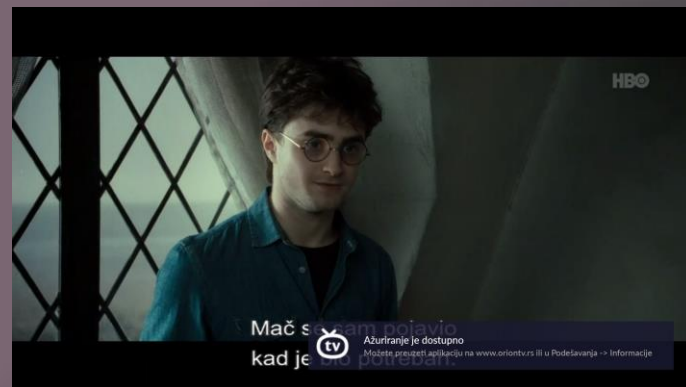 HBO
Mač se sam pojavio
kad je bio potreban.
tv
Ažuriranje je dostupno
Možete preuzeti aplikaciju na www.oriontv.rs ili u Podešavanja -> Informacije